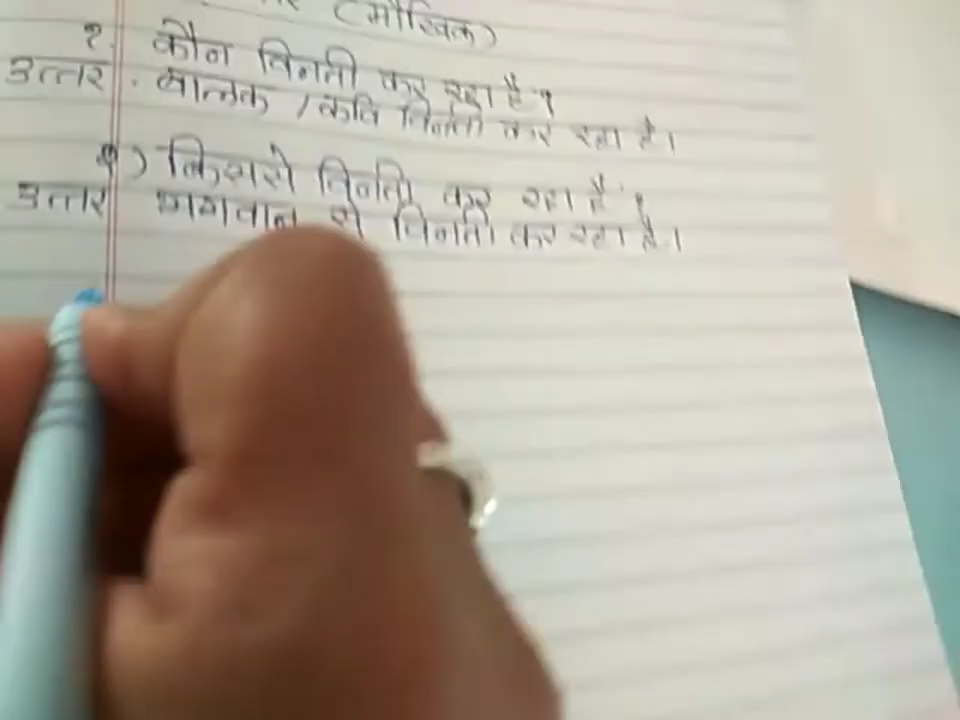 (मौखिक)
१. कौन विनती कर रहा है ?
उत्तर. बालक / कवि विनती कर रहा है।
२) किससे विनति कर रहा है ?
उत्तर भगवान से विनती कर रहा है।